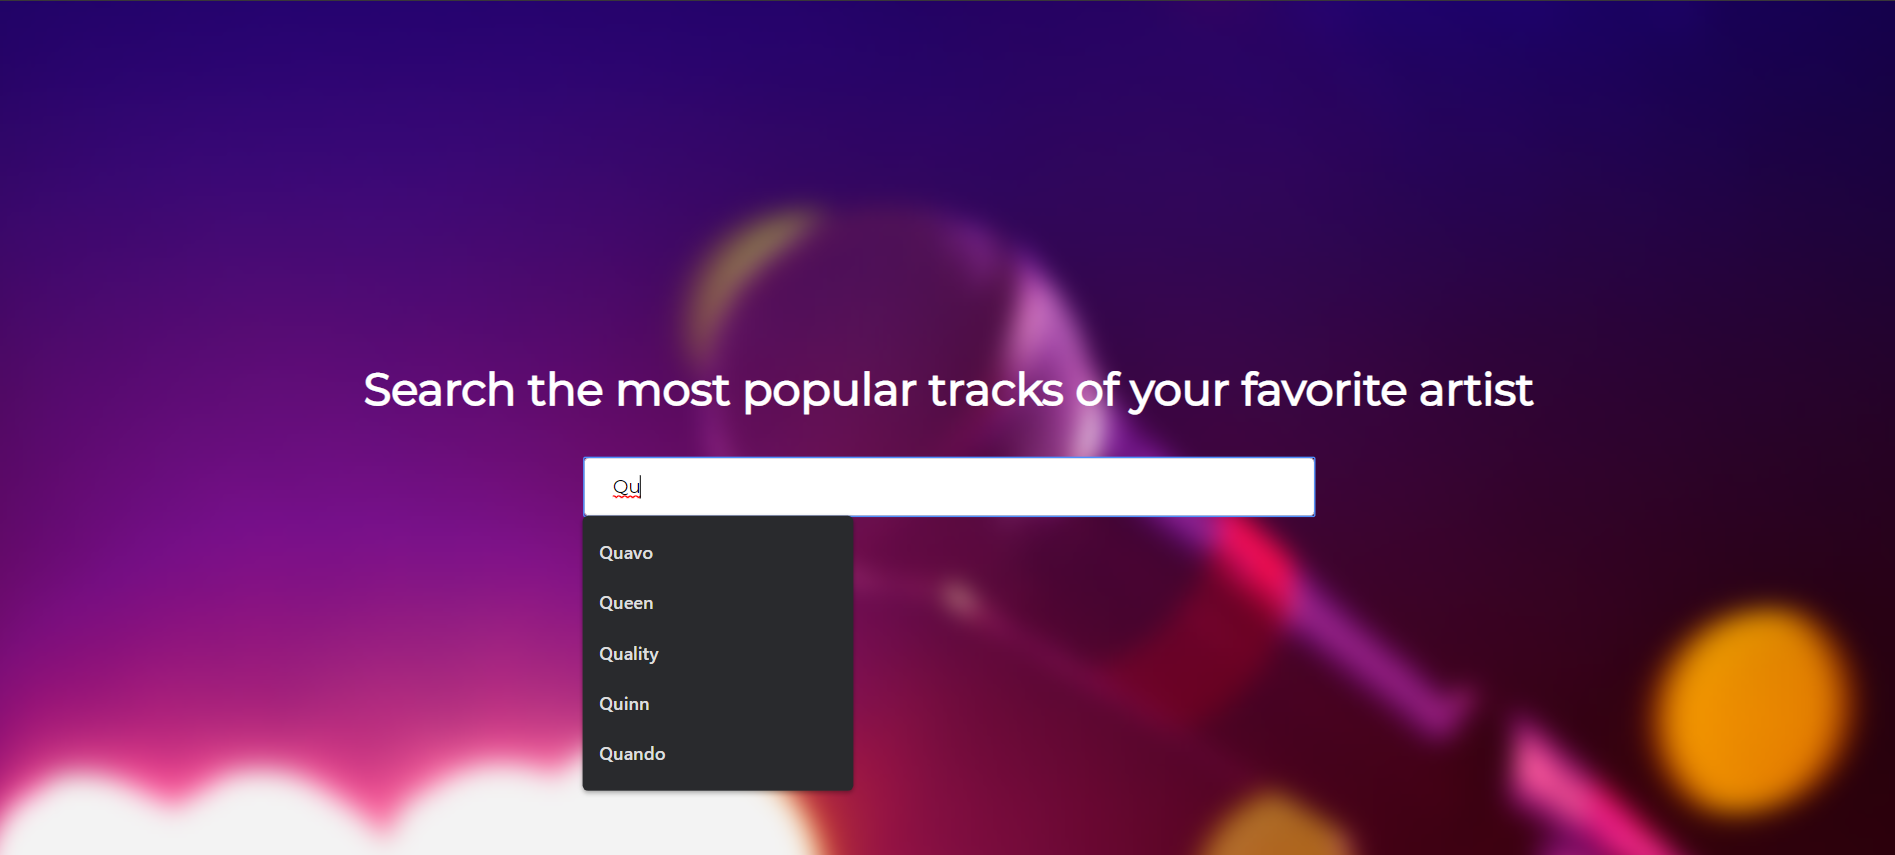 Search the most popular tracks of your favorite artist
Qu
Quavo
Queen
Quality
Quinn
Quando